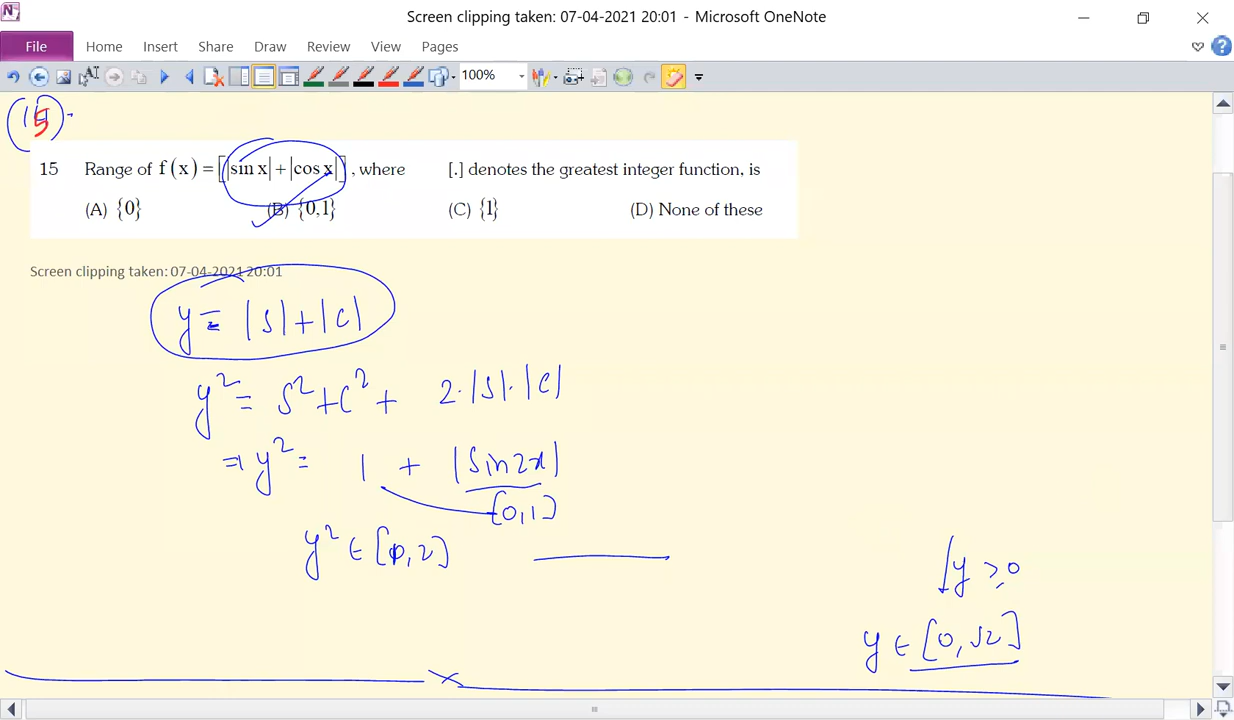 Screen clipping taken: 07-04-2021 20:01 - Microsoft OneNote
File Home Insert Share Draw Review View Pages
100%
15
15 Range of f(x) = [|sin x| + |cos x|], where [.] denotes the greatest integer function, is
(A) {0} (B) {0,1} (C) {1} (D) None of these
Screen clipping taken: 07-04-2021 20:01
y = |S| + |C|
y² = S² + C² + 2·|S|·|C|
⇒ y² = 1 + |Sin2x|
[0,1]
y² ∈ [1,2]
y ≥ 0
y ∈ [0,√2]